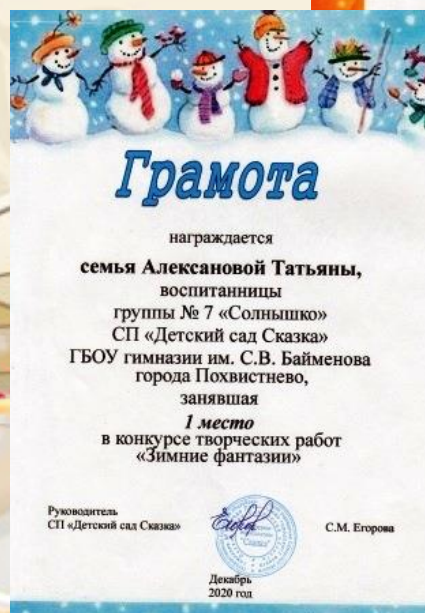 Грамота
награждается
семья Алексановой Татьяны,
воспитанницы
группы № 7 «Солнышко»
СП «Детский сад Сказка»
ГБОУ гимназии им. С.В. Байменова
города Похвистнево,
занявшая
1 место
в конкурсе творческих работ
«Зимние фантазии»
Руководитель
СП «Детский сад Сказка»
С.М. Егорова
Декабрь
2020 год